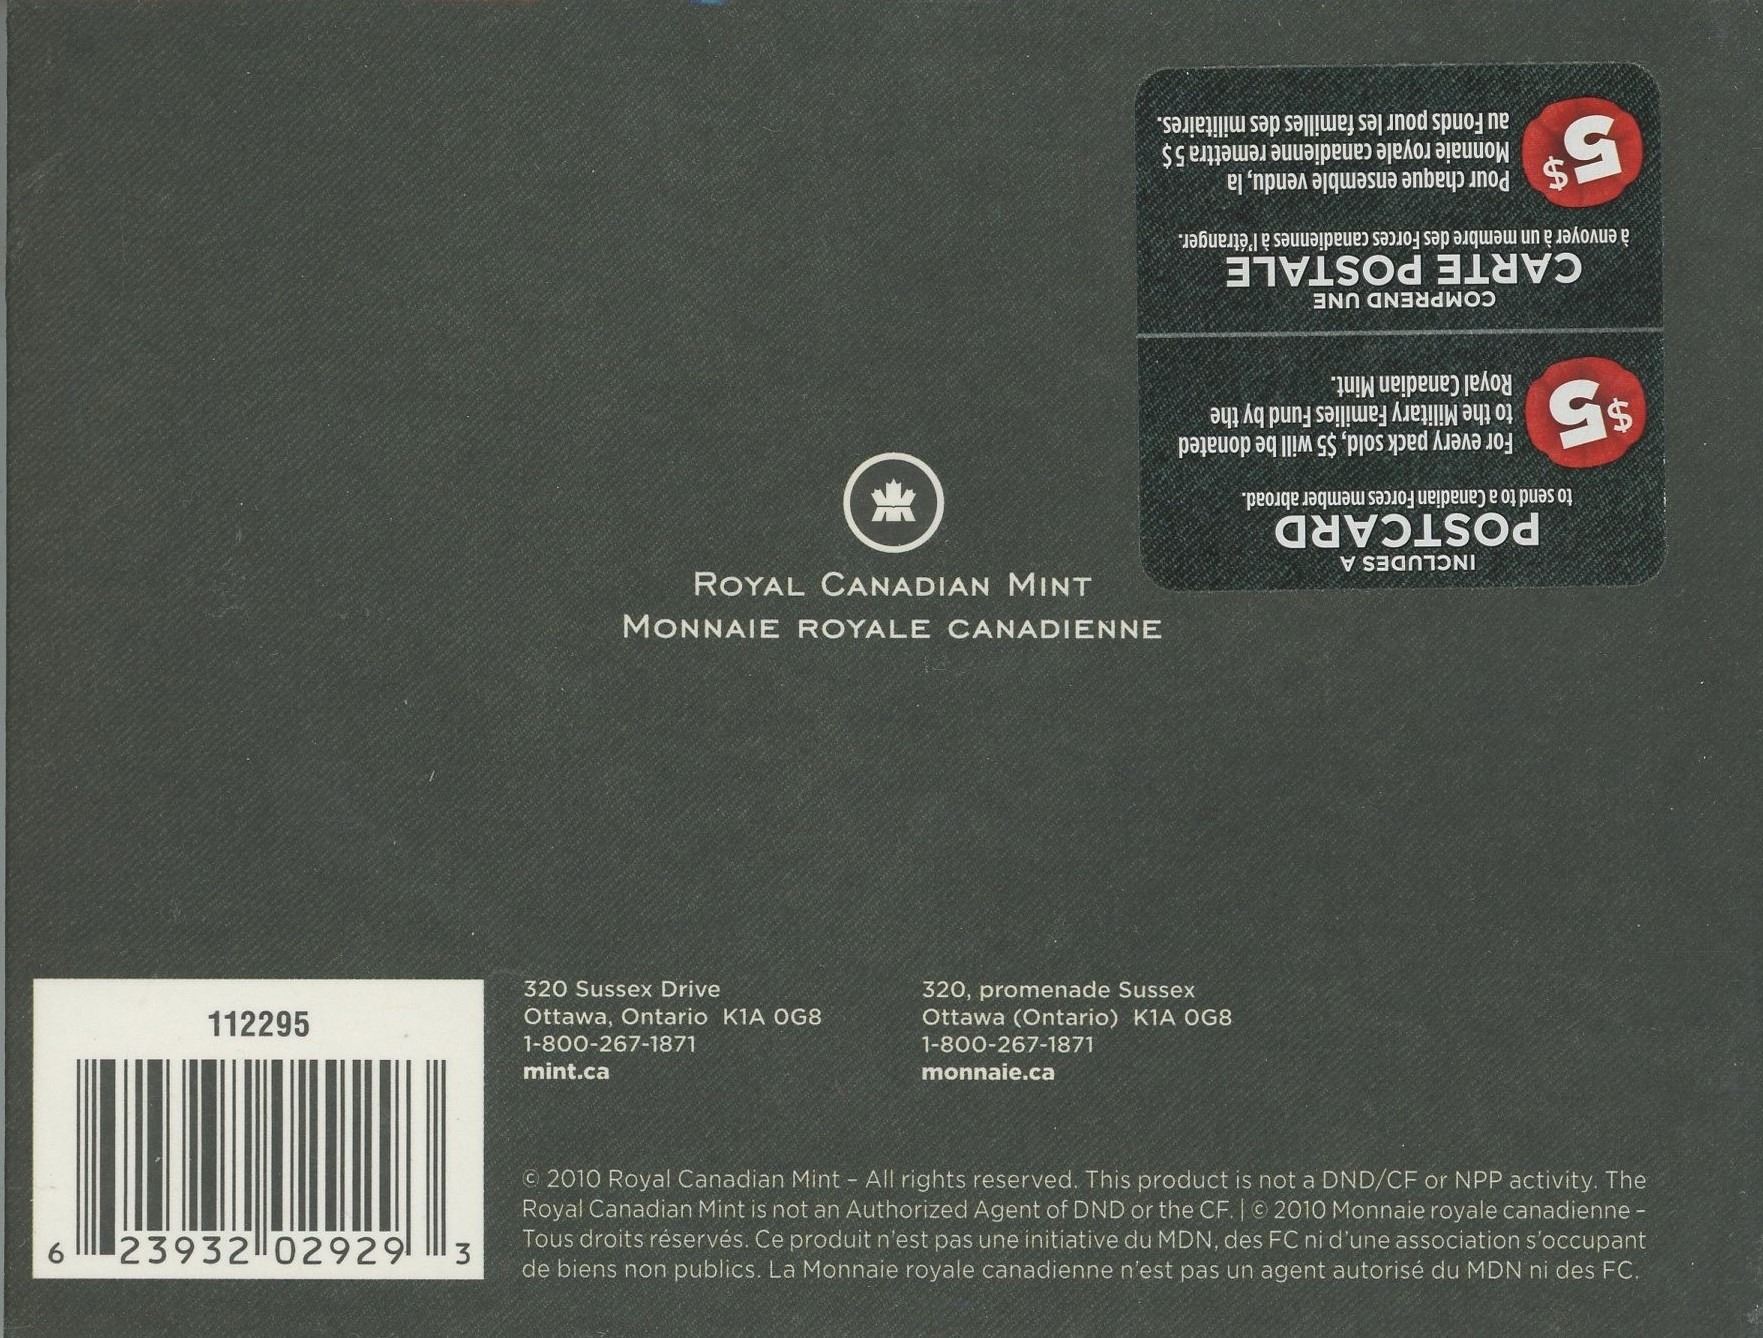 INCLUDES A
POSTCARD
to send to a Canadian Forces member abroad.
$5
For every pack sold, $5 will be donated
to the Military Families Fund by the
Royal Canadian Mint.
COMPREND UNE
CARTE POSTALE
à envoyer à un membre des Forces canadiennes à l'étranger.
5$
Pour chaque ensemble vendu, la
Monnaie royale canadienne remettra 5 $
au Fonds pour les familles des militaires.
ROYAL CANADIAN MINT
MONNAIE ROYALE CANADIENNE
112295
6 23932 02929 3
320 Sussex Drive
Ottawa, Ontario K1A 0G8
1-800-267-1871
mint.ca
320, promenade Sussex
Ottawa (Ontario) K1A 0G8
1-800-267-1871
monnaie.ca
© 2010 Royal Canadian Mint – All rights reserved. This product is not a DND/CF or NPP activity. The
Royal Canadian Mint is not an Authorized Agent of DND or the CF. | © 2010 Monnaie royale canadienne –
Tous droits réservés. Ce produit n'est pas une initiative du MDN, des FC ni d'une association s'occupant
de biens non publics. La Monnaie royale canadienne n'est pas un agent autorisé du MDN ni des FC.